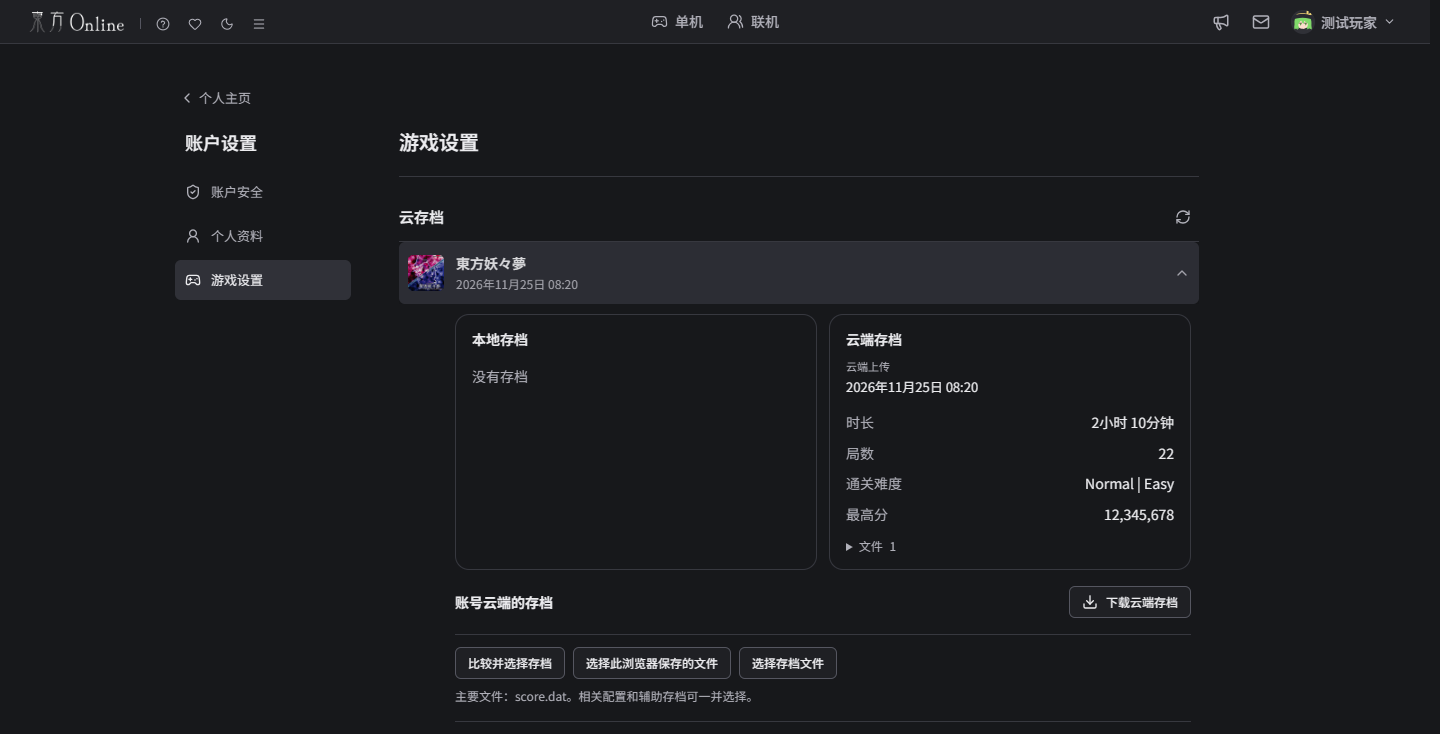 東方Online
单机
联机
测试玩家
个人主页
账户设置
账户安全
个人资料
游戏设置
游戏设置
云存档
東方妖々夢
2026年11月25日 08:20
本地存档
没有存档
云端存档
云端上传
2026年11月25日 08:20
时长 2小时 10分钟
局数 22
通关难度 Normal | Easy
最高分 12,345,678
文件 1
账号云端的存档
下载云端存档
比较并选择存档
选择此浏览器保存的文件
选择存档文件
主要文件：score.dat。相关配置和辅助存档可一并选择。